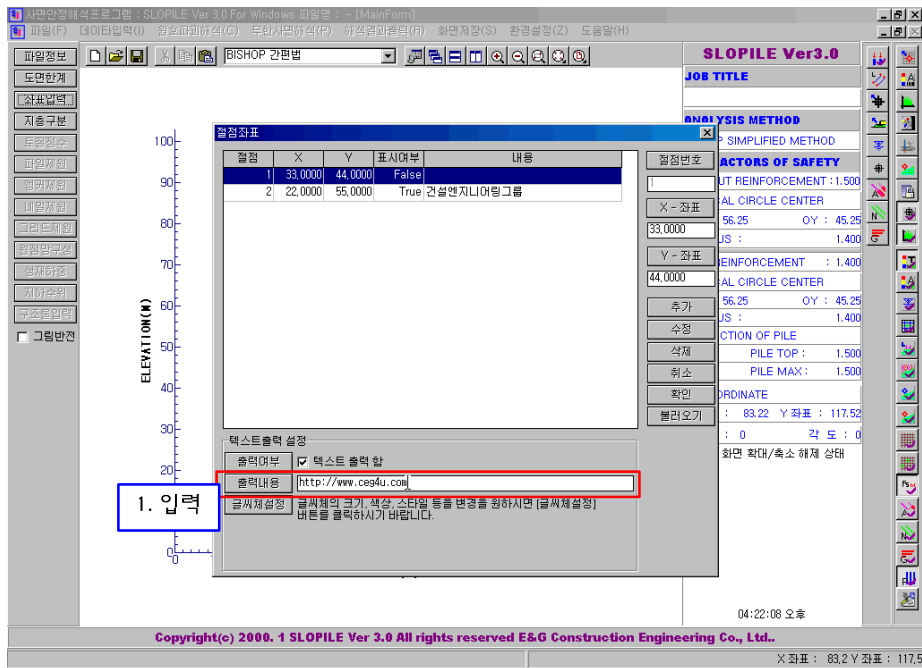 사면안정해석프로그램 : SLOPILE Ver 3,0 For Windows 파일명 : - [MainForm]
파일(F) 데이타입력(I) 원호파괴해석(C) 무한사면해석(P) 해석결과출력(R) 화면저장(S) 환경설정(Z) 도움말(H)
파일정보
BISHOP 간편법
도면한계
좌표입력
지층구분
토질정수
파일제원
앵커제원
네일제원
그리드제원
원점망구성
상재하중
지하수위
구조물입력
그림반전
ELEVATION(M)
100
90
80
70
60
50
40
30
20
0
0
절점좌표
절점 X Y 표시여부 내용
1 33,0000 44,0000 False
2 22,0000 55,0000 True 건설엔지니어링그룹
절점번호
1
X - 좌표
33,0000
Y - 좌표
44,0000
추가
수정
삭제
취소
확인
불러오기
텍스트출력 설정
출력여부 텍스트 출력 함
출력내용 http://www.ceg4u.com
글씨체설정 글씨체의 크기, 색상, 스타일 등을 변경을 원하시면 [글씨체설정]
버튼를 클릭하시기 바랍니다.
1. 입력
SLOPILE Ver3.0
JOB TITLE
ANALYSIS METHOD
P SIMPLIFIED METHOD
ACTORS OF SAFETY
UT REINFORCEMENT : 1.500
AL CIRCLE CENTER
56.25 OY : 45.25
US : 1.400
REINFORCEMENT : 1.400
AL CIRCLE CENTER
56.25 OY : 45.25
US : 1.400
CTION OF PILE
PILE TOP : 1.500
PILE MAX : 1.500
ORDINATE
: 83.22 Y 좌표 : 117.52
: 0 각 도 : 0
화면 확대/축소 해제 상태
04:22:08 오후
Copyright(c) 2000. 1 SLOPILE Ver 3.0 All rights reserved E&G Construction Engineering Co., Ltd..
X 좌표 : 83,2 Y 좌표 : 117,5